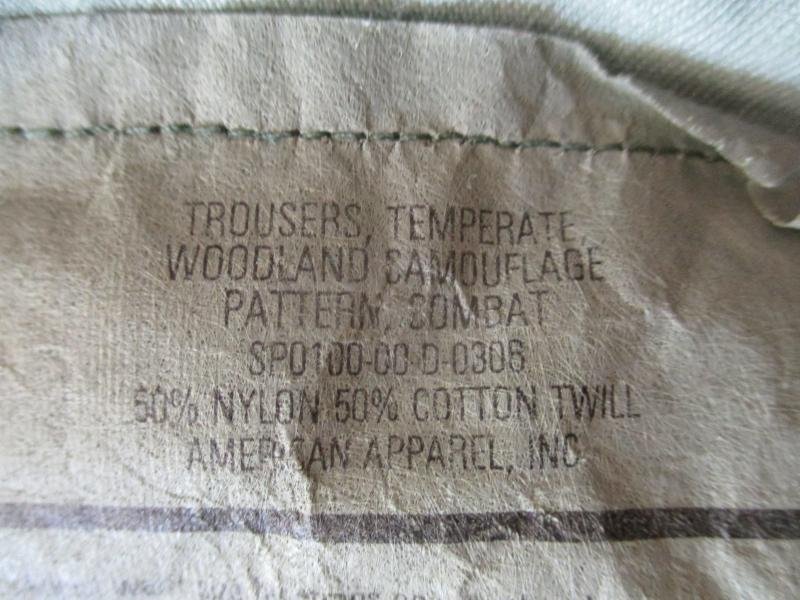 TROUSERS, TEMPERATE,
WOODLAND CAMOUFLAGE
PATTERN, COMBAT
SP0100-00-D-0306
50% NYLON 50% COTTON TWILL
AMERICAN APPAREL, INC